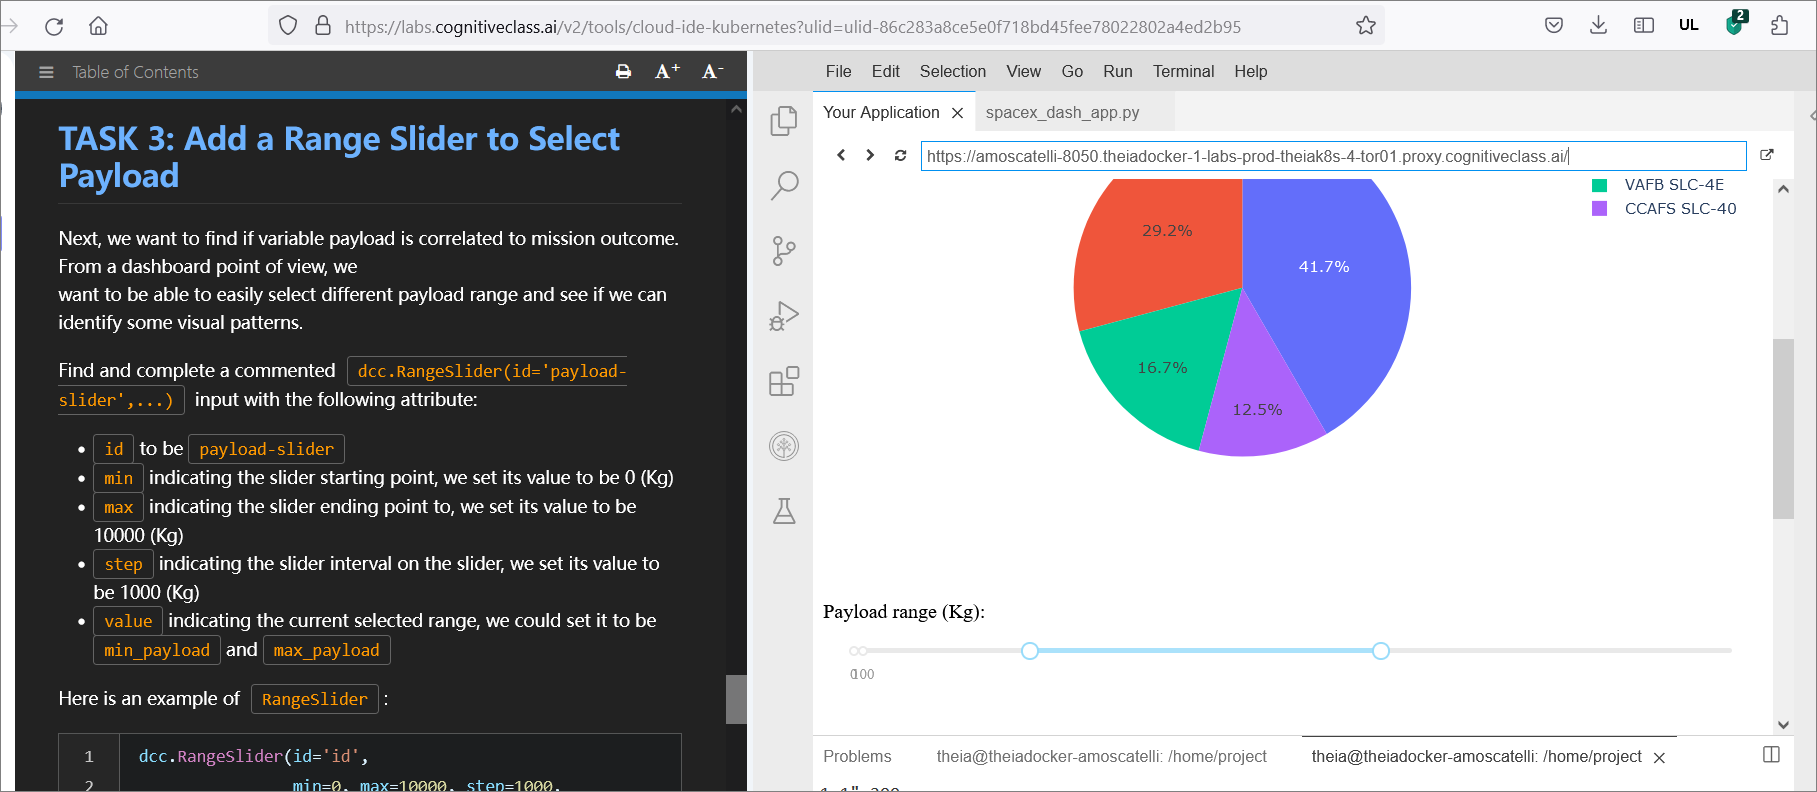 https://labs.cognitiveclass.ai/v2/tools/cloud-ide-kubernetes?ulid=ulid-86c283a8ce5e0f718bd45fee78022802a4ed2b95
UL
2
Table of Contents
A+
A-
TASK 3: Add a Range Slider to Select
Payload
Next, we want to find if variable payload is correlated to mission outcome.
From a dashboard point of view, we
want to be able to easily select different payload range and see if we can
identify some visual patterns.
Find and complete a commented dcc.RangeSlider(id='payload-
slider',...) input with the following attribute:
• id to be payload-slider
• min indicating the slider starting point, we set its value to be 0 (Kg)
• max indicating the slider ending point to, we set its value to be
10000 (Kg)
• step indicating the slider interval on the slider, we set its value to
be 1000 (Kg)
• value indicating the current selected range, we could set it to be
min_payload and max_payload
Here is an example of RangeSlider :
1 dcc.RangeSlider(id='id',
2 min=0, max=10000, step=1000,
File Edit Selection View Go Run Terminal Help
Your Application
spacex_dash_app.py
https://amoscatelli-8050.theiadocker-1-labs-prod-theiak8s-4-tor01.proxy.cognitiveclass.ai/
VAFB SLC-4E
CCAFS SLC-40
29.2%
41.7%
16.7%
12.5%
Payload range (Kg):
0
100
Problems
theia@theiadocker-amoscatelli: /home/project
theia@theiadocker-amoscatelli: /home/project